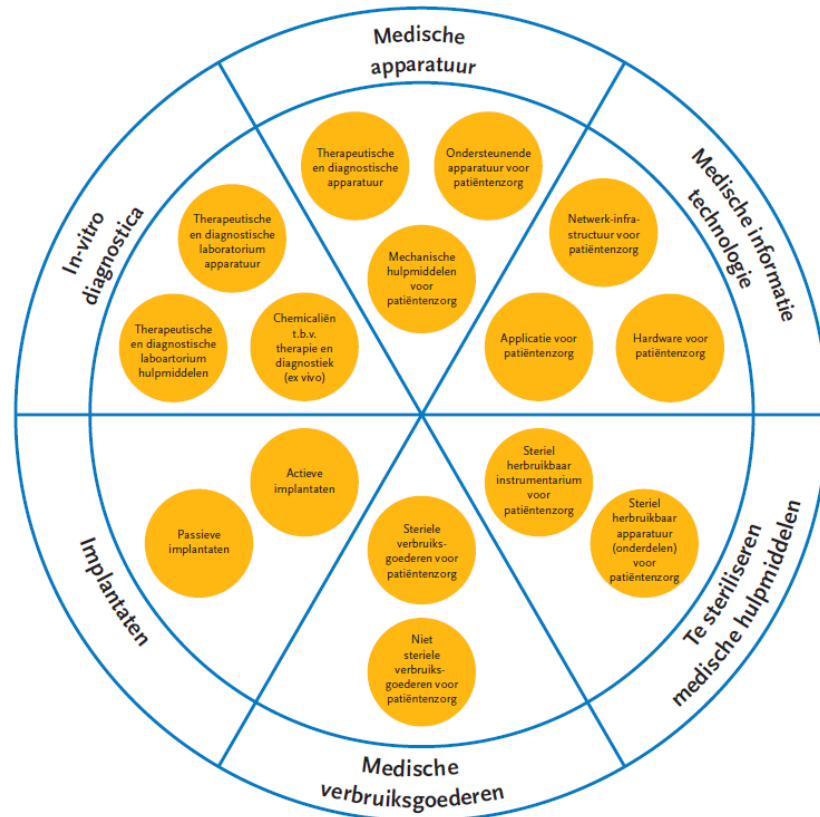 Medische
apparatuur
Therapeutische
en diagnostische
apparatuur
Ondersteunende
apparatuur voor
patiëntenzorg
Mechanische
hulpmiddelen
voor
patiëntenzorg
Medische informatie
technologie
Netwerk-infra-
structuur voor
patiëntenzorg
Applicatie voor
patiëntenzorg
Hardware voor
patiëntenzorg
Te steriliseren
medische hulpmiddelen
Steriel
herbruikbaar
instrumentarium
voor
patiëntenzorg
Steriel
herbruikbaar
apparatuur
(onderdelen)
voor
patiëntenzorg
Medische
verbruiksgoederen
Steriele
verbruiks-
goederen voor
patiëntenzorg
Niet
steriele
verbruiks-
goederen voor
patiëntenzorg
Implantaten
Actieve
implantaten
Passieve
implantaten
In-vitro
diagnostica
Therapeutische
en diagnostische
laboratorium
apparatuur
Therapeutische
en diagnostische
laboartorium
hulpmiddelen
Chemicaliën
t.b.v.
therapie en
diagnostiek
(ex vivo)